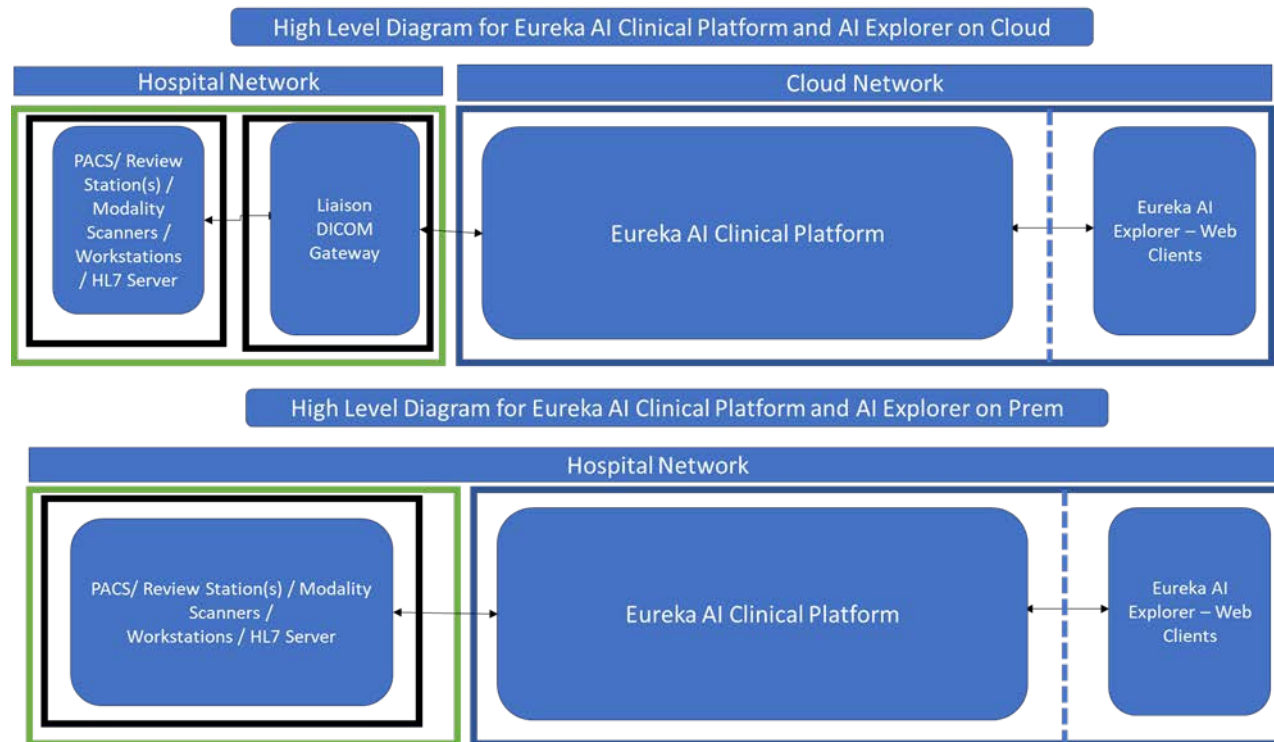 High Level Diagram for Eureka AI Clinical Platform and AI Explorer on Cloud
Hospital Network
Cloud Network
PACS/ Review
Station(s) /
Modality
Scanners /
Workstations
/ HL7 Server
Liaison
DICOM
Gateway
Eureka AI Clinical Platform
Eureka AI
Explorer – Web
Clients
High Level Diagram for Eureka AI Clinical Platform and AI Explorer on Prem
Hospital Network
PACS/ Review Station(s) / Modality
Scanners /
Workstations / HL7 Server
Eureka AI Clinical Platform
Eureka AI
Explorer – Web
Clients